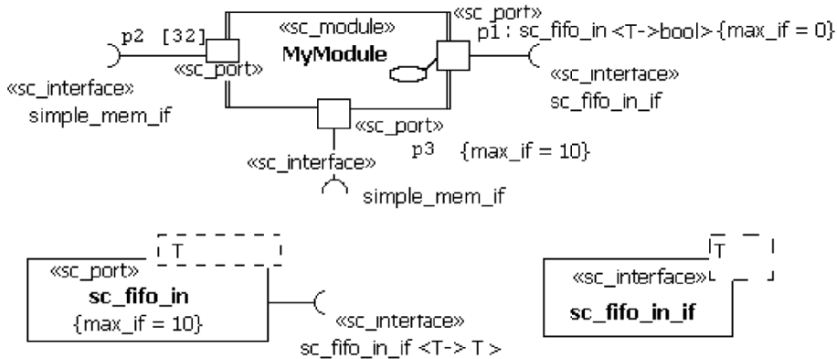 «sc_port»
p2 [32]
«sc_module»
p1 : sc_fifo_in <T->bool> {max_if = 0}
MyModule
«sc_port»
«sc_interface»
«sc_interface»
sc_fifo_in_if
simple_mem_if
«sc_port»
p3 {max_if = 10}
«sc_interface»
simple_mem_if
T
T
«sc_port»
«sc_interface»
sc_fifo_in
sc_fifo_in_if
{max_if = 10}
«sc_interface»
sc_fifo_in_if <T-> T >